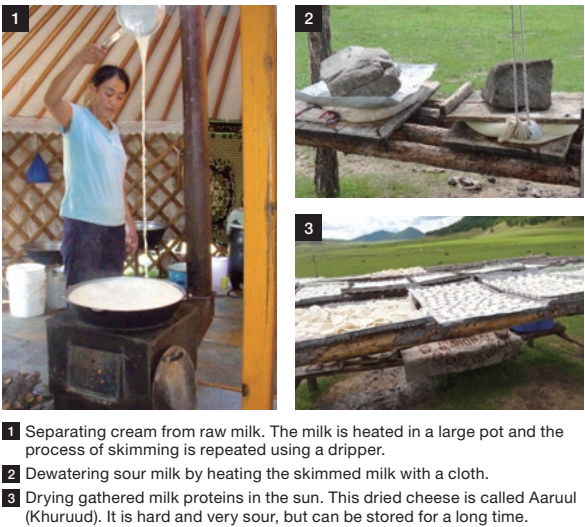 1
2
3
1 Separating cream from raw milk. The milk is heated in a large pot and the
process of skimming is repeated using a dripper.
2 Dewatering sour milk by heating the skimmed milk with a cloth.
3 Drying gathered milk proteins in the sun. This dried cheese is called Aaruul
(Khuruud). It is hard and very sour, but can be stored for a long time.